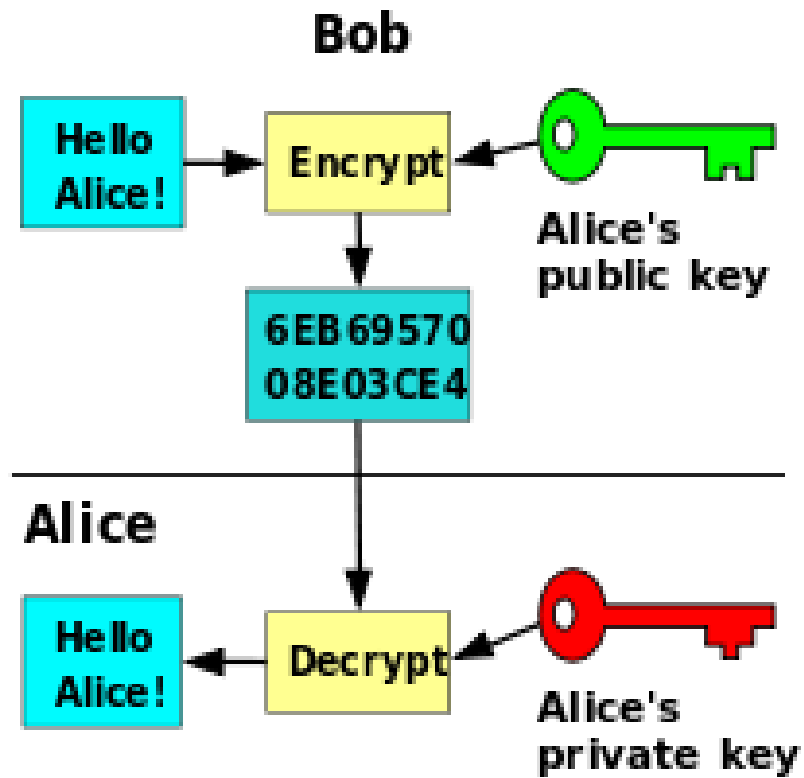 Bob
Hello
Alice!
Encrypt
Alice's
public key
6EB69570
08E03CE4
Alice
Hello
Alice!
Decrypt
Alice's
private key